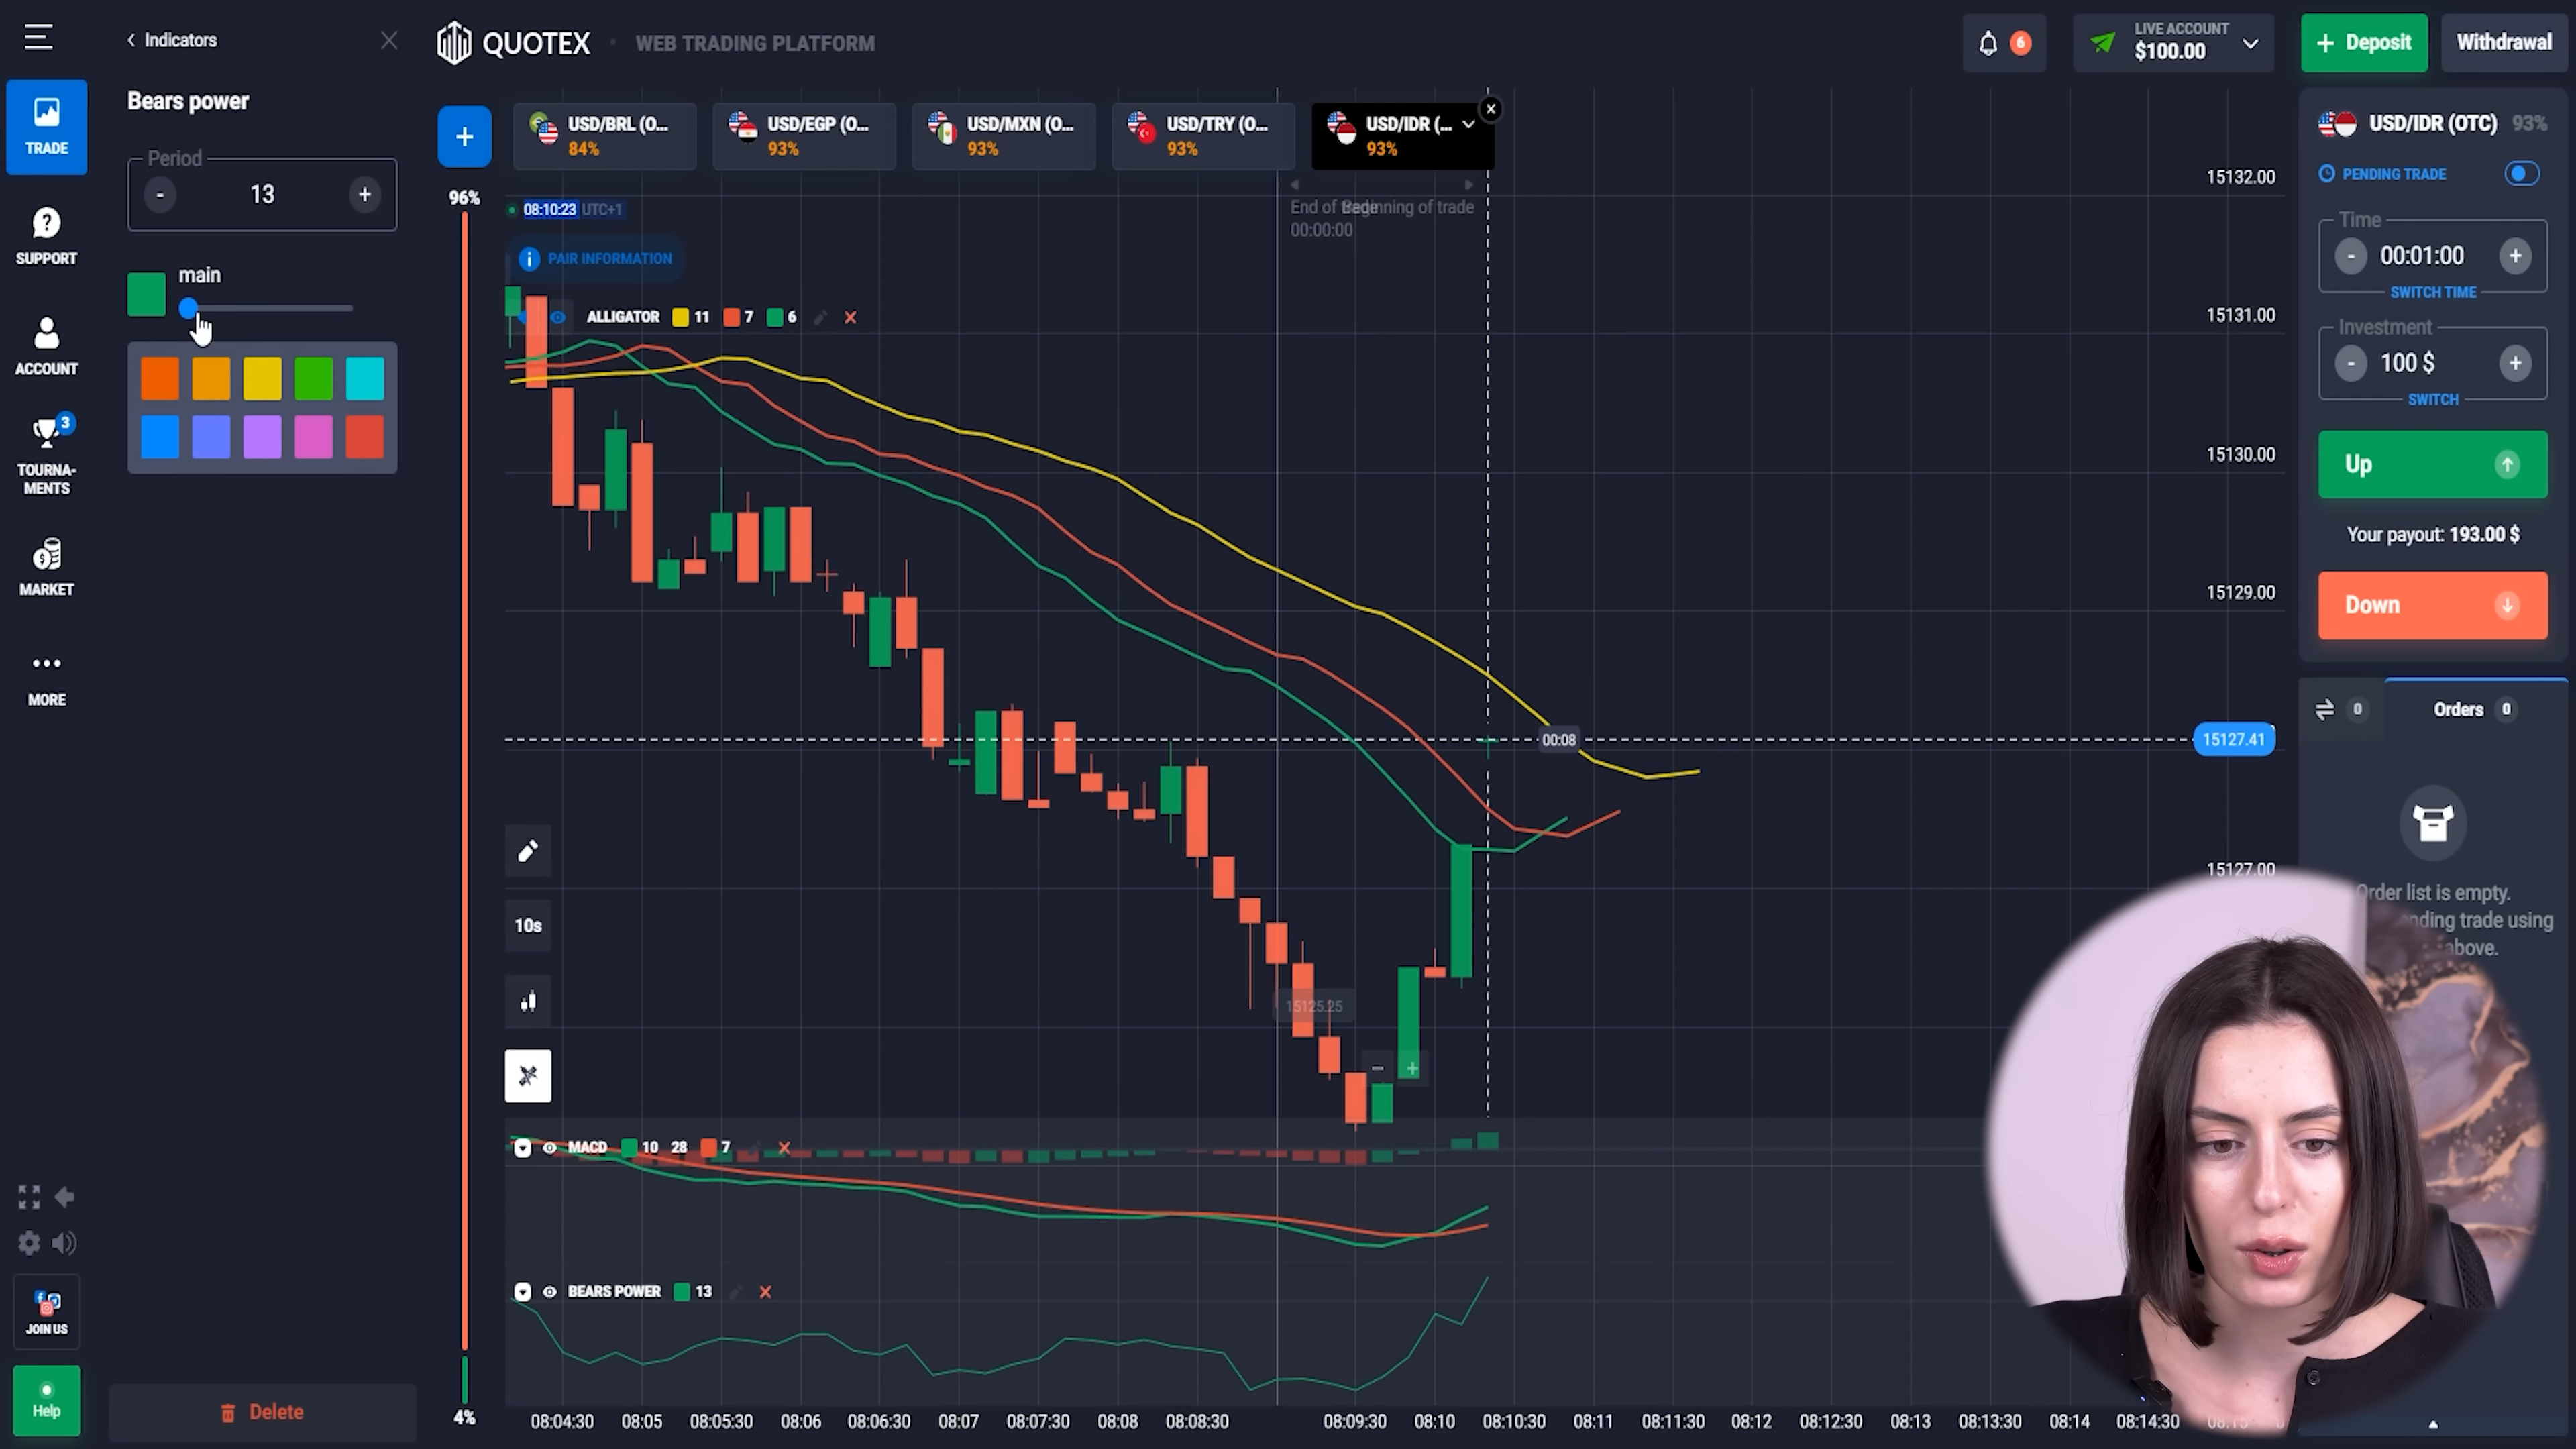 Indicators
QUOTEX
WEB TRADING PLATFORM
6
LIVE ACCOUNT
$100.00
+ Deposit
Withdrawal
TRADE
SUPPORT
ACCOUNT
3
TOURNA-
MENTS
MARKET
MORE
JOIN US
Help
Bears power
Period
- 13 +
main
Delete
USD/BRL (O...
84%
USD/EGP (O...
93%
USD/MXN (O...
93%
USD/TRY (O...
93%
USD/IDR (...
93%
96%
4%
08:10:23 UTC+1
PAIR INFORMATION
End of trade
Beginning of trade
00:00:00
ALLIGATOR 11 7 6
15132.00
15131.00
15130.00
15129.00
00:08
15127.41
15127.00
15125.25
10s
MACD 10 28 7
BEARS POWER 13
08:04:30 08:05 08:05:30 08:06 08:06:30 08:07 08:07:30 08:08 08:08:30 08:09:30 08:10 08:10:30 08:11 08:11:30 08:12 08:12:30 08:13 08:13:30 08:14 08:14:30
USD/IDR (OTC) 93%
PENDING TRADE
Time
- 00:01:00 +
SWITCH TIME
Investment
- 100 $ +
SWITCH
Up
Your payout: 193.00 $
Down
0
Orders 0
Order list is empty.
trade using
above.